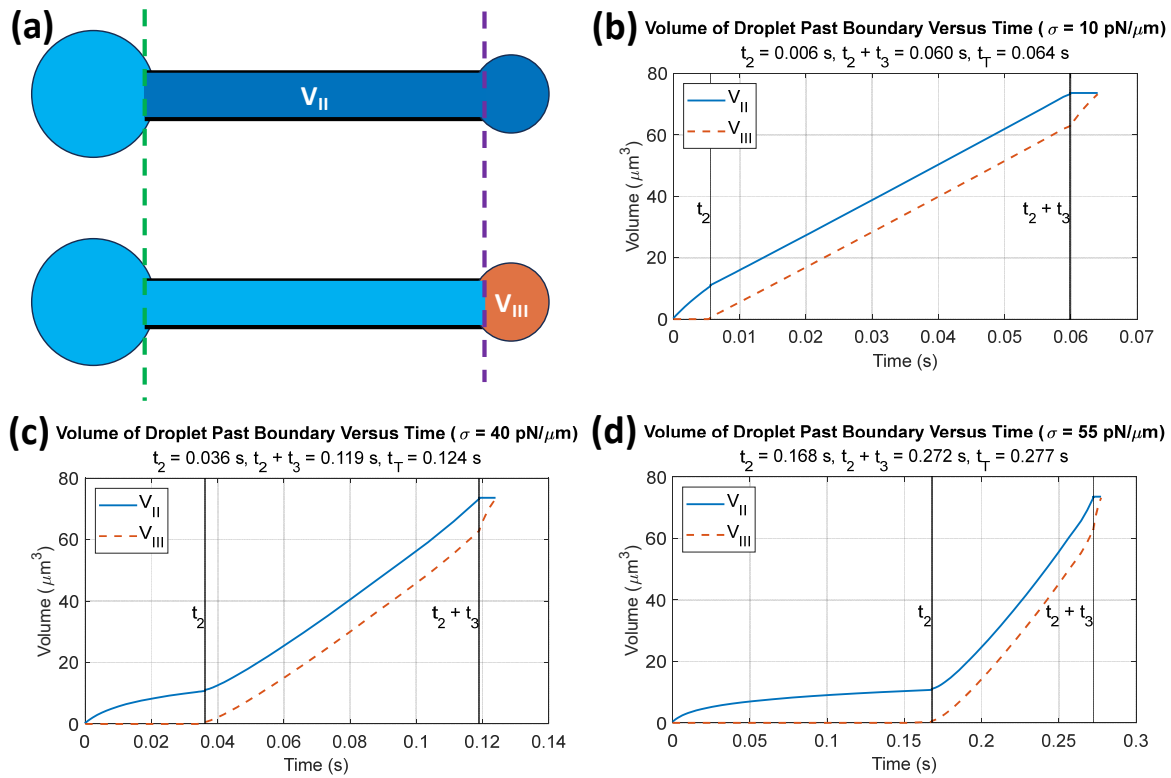 (a)
V_II
V_III
(b)
Volume of Droplet Past Boundary Versus Time ( σ = 10 pN/μm)
t_2 = 0.006 s, t_2 + t_3 = 0.060 s, t_T = 0.064 s
80
60
40
20
0
Volume ( μm^3)
V_II
V_III
t_2
t_2 + t_3
0 0.01 0.02 0.03 0.04 0.05 0.06 0.07
Time (s)
(c)
Volume of Droplet Past Boundary Versus Time ( σ = 40 pN/μm)
t_2 = 0.036 s, t_2 + t_3 = 0.119 s, t_T = 0.124 s
80
60
40
20
0
Volume ( μm^3)
V_II
V_III
t_2
t_2 + t_3
0 0.02 0.04 0.06 0.08 0.1 0.12 0.14
Time (s)
(d)
Volume of Droplet Past Boundary Versus Time ( σ = 55 pN/μm)
t_2 = 0.168 s, t_2 + t_3 = 0.272 s, t_T = 0.277 s
80
60
40
20
0
Volume ( μm^3)
V_II
V_III
t_2
t_2 + t_3
0 0.05 0.1 0.15 0.2 0.25 0.3
Time (s)